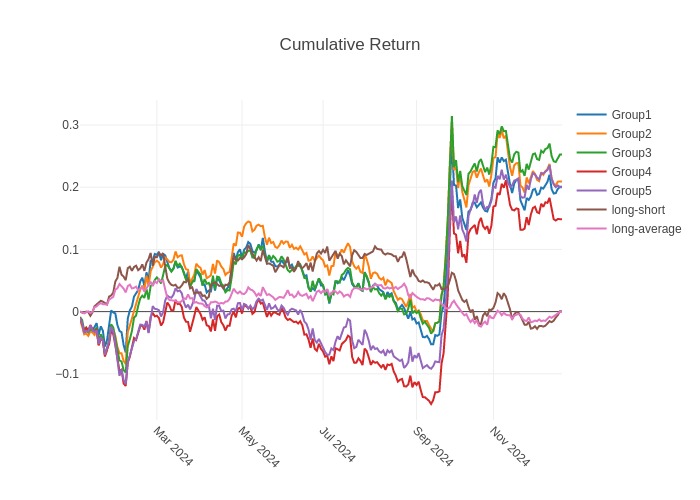 Cumulative Return
0.3
0.2
0.1
0
−0.1
Mar 2024
May 2024
Jul 2024
Sep 2024
Nov 2024
Group1
Group2
Group3
Group4
Group5
long-short
long-average